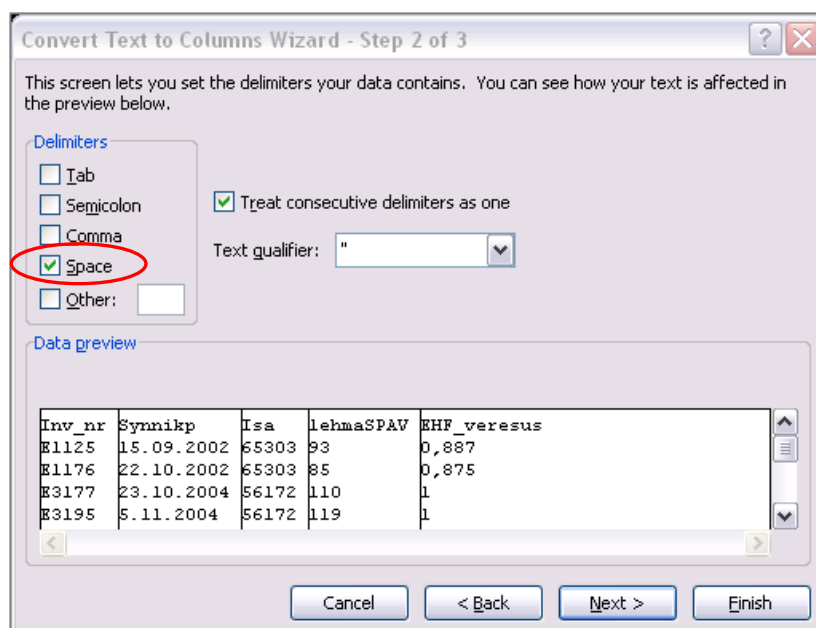 Convert Text to Columns Wizard - Step 2 of 3
This screen lets you set the delimiters your data contains. You can see how your text is affected in
the preview below.
Delimiters
Tab
Semicolon
Treat consecutive delimiters as one
Comma
Text qualifier: "
Space
Other:
Data preview
Inv_nr Synnikp Isa lehmaSPAV EHF_veresus
E1125 15.09.2002 65303 93 0,887
E1176 22.10.2002 65303 85 0,875
E3177 23.10.2004 56172 110 1
E3195 5.11.2004 56172 119 1
Cancel < Back Next > Finish